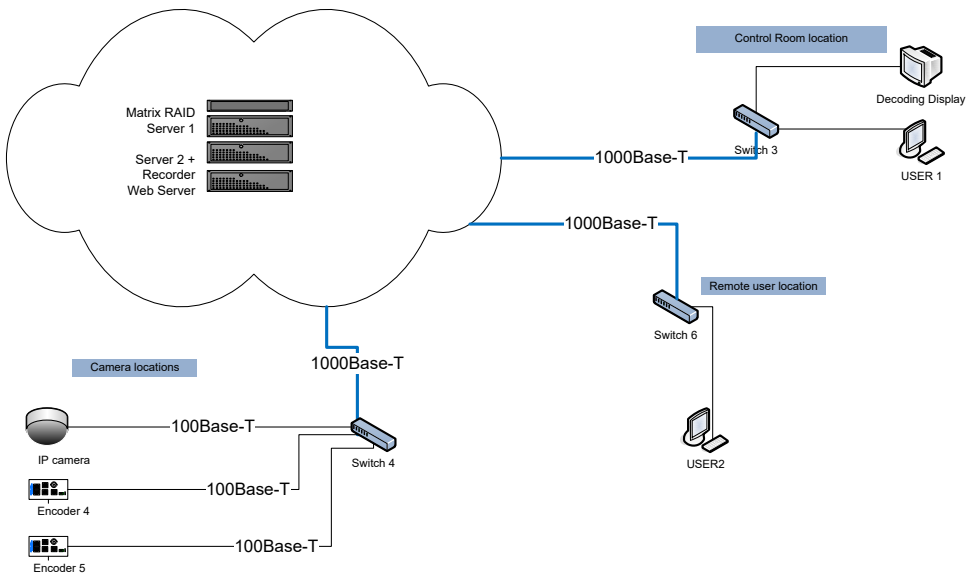 Control Room location
Decoding Display
Matrix RAID
Server 1
Switch 3
1000Base-T
USER 1
Server 2 +
Recorder
Web Server
1000Base-T
Remote user location
Switch 6
1000Base-T
Camera locations
100Base-T
IP camera
Switch 4
USER2
100Base-T
Encoder 4
100Base-T
Encoder 5